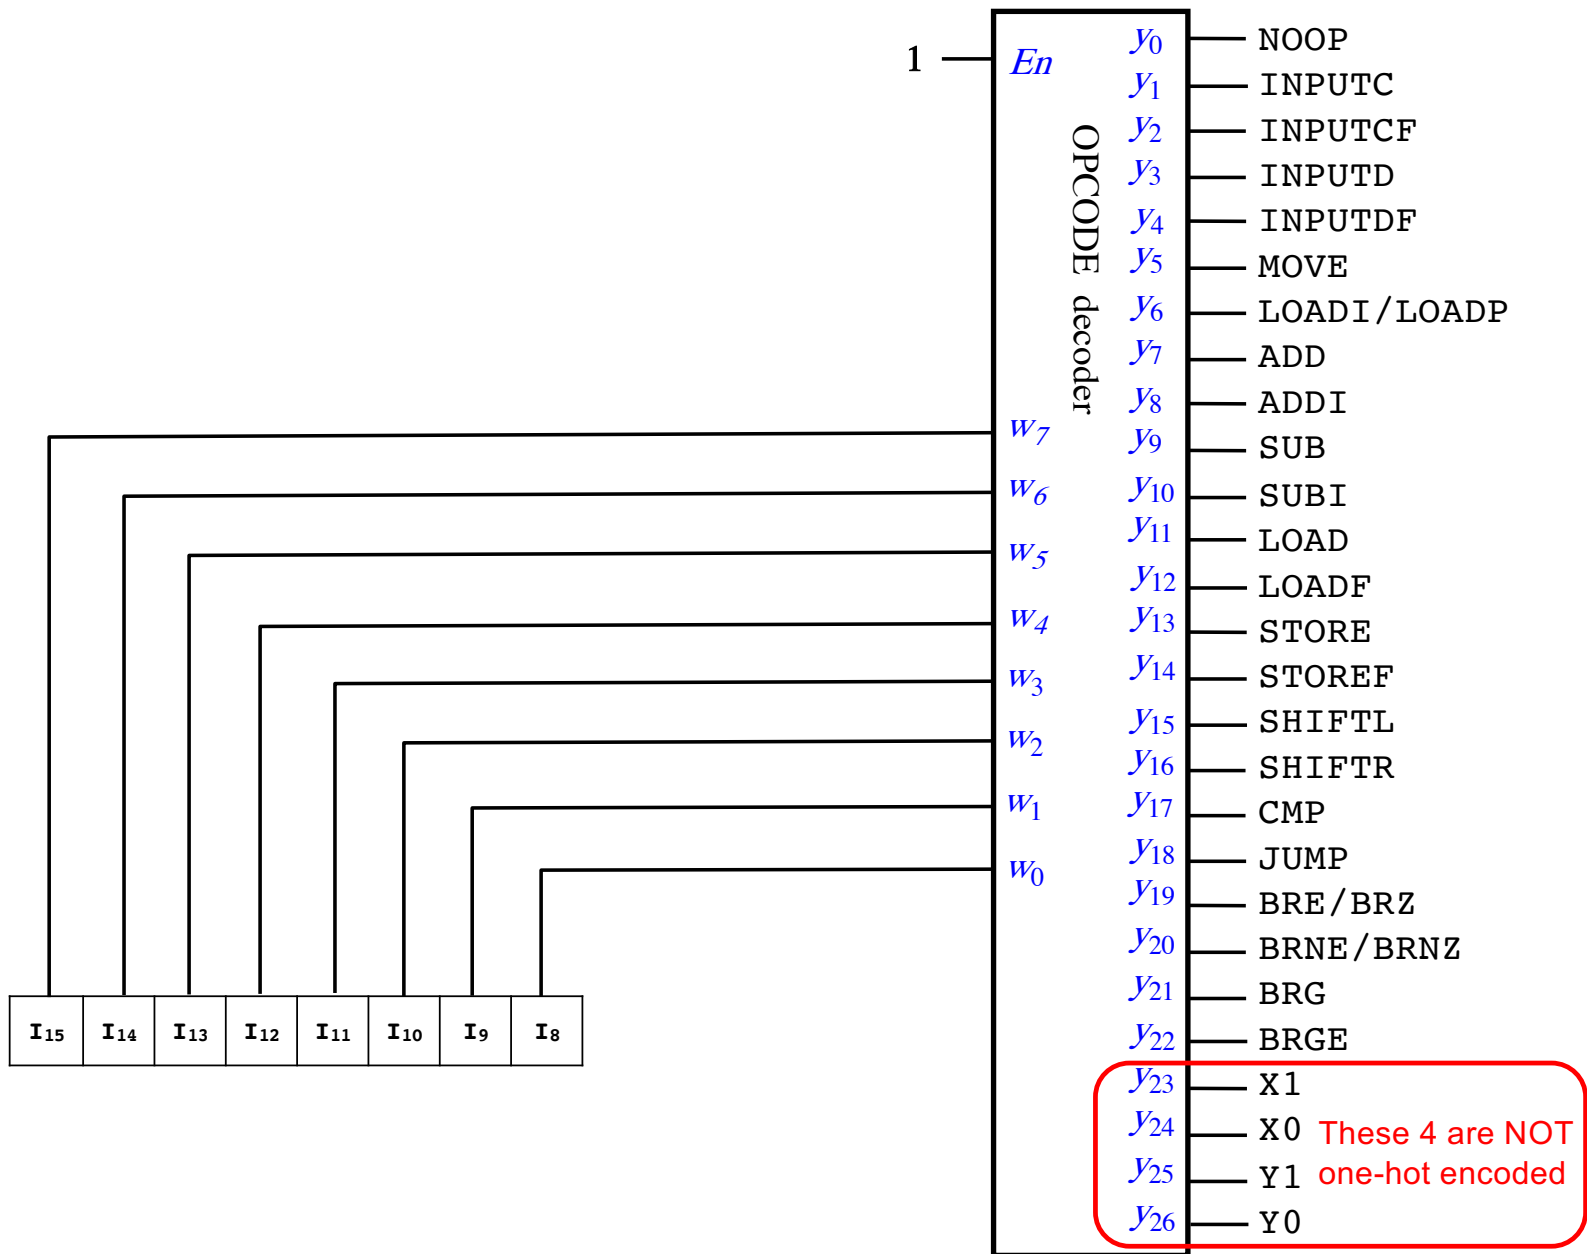 1
En
OPCODE decoder
y0 NOOP
y1 INPUTC
y2 INPUTCF
y3 INPUTD
y4 INPUTDF
y5 MOVE
y6 LOADI/LOADP
y7 ADD
y8 ADDI
y9 SUB
y10 SUBI
y11 LOAD
y12 LOADF
y13 STORE
y14 STOREF
y15 SHIFTL
y16 SHIFTR
y17 CMP
y18 JUMP
y19 BRE/BRZ
y20 BRNE/BRNZ
y21 BRG
y22 BRGE
y23 X1
y24 X0
y25 Y1
y26 Y0
These 4 are NOT
one-hot encoded
w7
w6
w5
w4
w3
w2
w1
w0
I15 I14 I13 I12 I11 I10 I9 I8